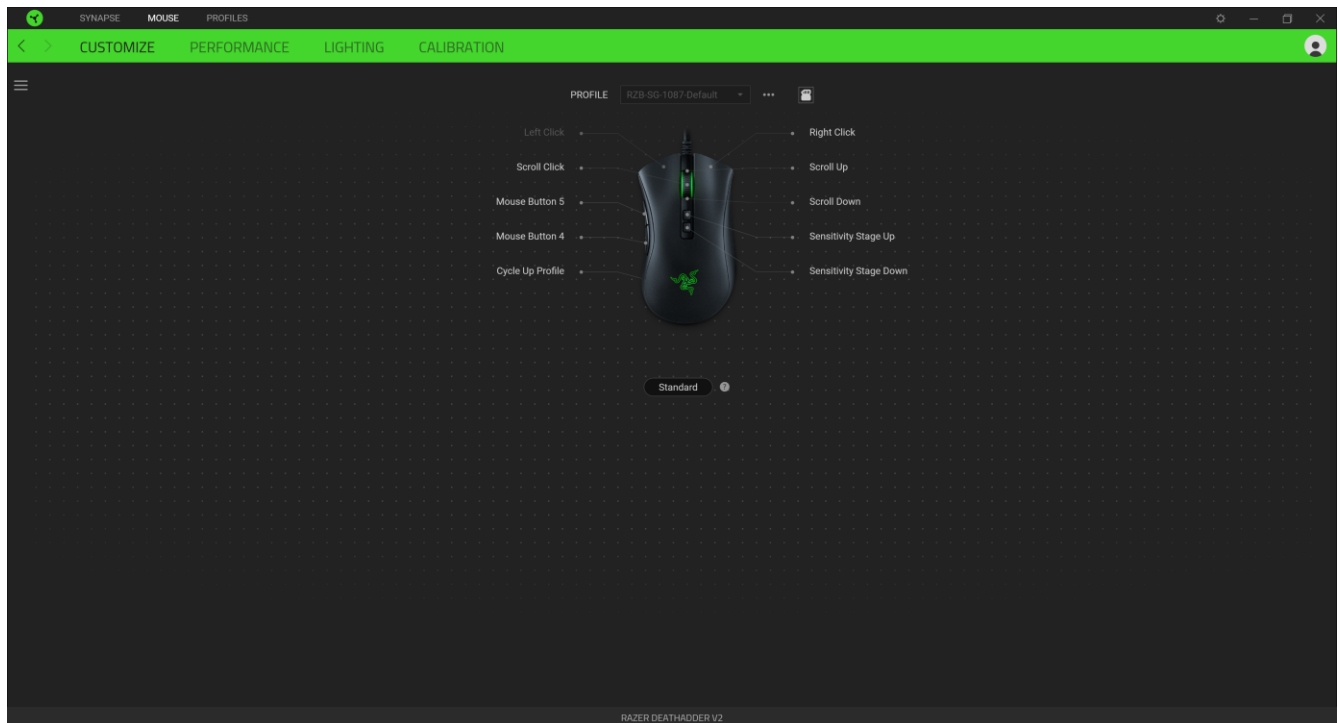 SYNAPSE MOUSE PROFILES
CUSTOMIZE PERFORMANCE LIGHTING CALIBRATION
PROFILE RZB-SG-1087-Default
Left Click Right Click
Scroll Click Scroll Up
Mouse Button 5 Scroll Down
Mouse Button 4 Sensitivity Stage Up
Cycle Up Profile Sensitivity Stage Down
Standard ?
RAZER DEATHADDER V2